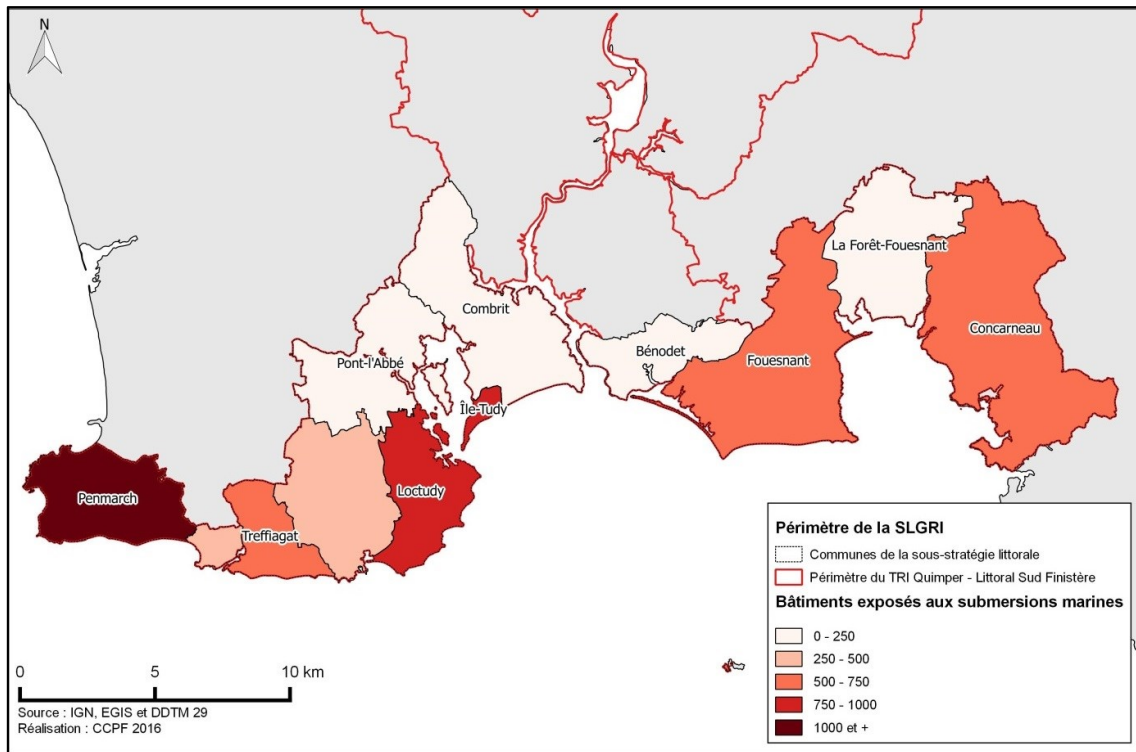 N
La Forêt-Fouesnant
Combrit
Concarneau
Bénodet
Pont-l'Abbé
Fouesnant
Île-Tudy
Loctudy
Penmarch
Treffiagat
Périmètre de la SLGRI
Communes de la sous-stratégie littorale
Périmètre du TRI Quimper - Littoral Sud Finistère
Bâtiments exposés aux submersions marines
0 - 250
250 - 500
500 - 750
750 - 1000
1000 et +
0 5 10 km
Source : IGN, EGIS et DDTM 29
Réalisation : CCPF 2016